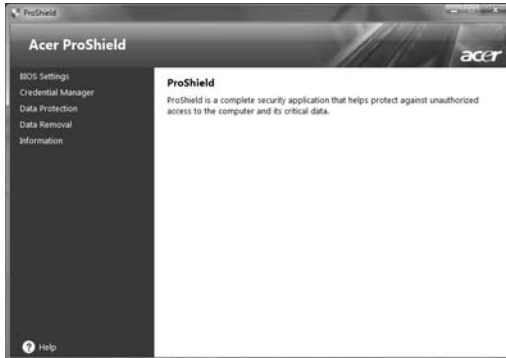 ProShield
Acer ProShield
acer
BIOS Settings
Credential Manager
Data Protection
Data Removal
Information
ProShield
ProShield is a complete security application that helps protect against unauthorized
access to the computer and its critical data.
? Help